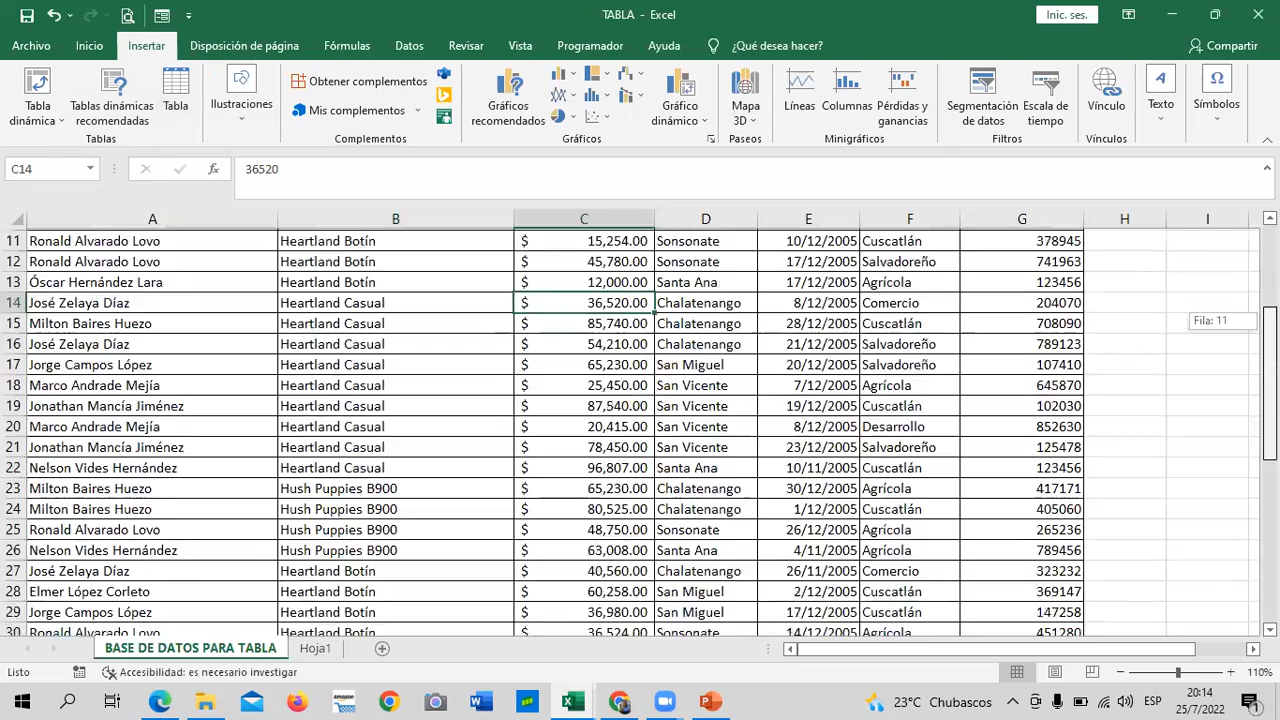 TABLA - Excel
Inic. ses.
Archivo Inicio Insertar Disposición de página Fórmulas Datos Revisar Vista Programador Ayuda ¿Qué desea hacer? Compartir
Tabla dinámica
Tablas dinámicas recomendadas
Tabla
Tablas
Ilustraciones
Obtener complementos
Mis complementos
Complementos
Gráficos recomendados
Gráfico dinámico
Gráficos
Mapa 3D
Paseos
Líneas
Columnas
Pérdidas y ganancias
Minigráficos
Segmentación de datos
Escala de tiempo
Filtros
Vínculo
Vínculos
Texto
Símbolos
C14 fx 36520
A B C D E F G H I
11 Ronald Alvarado Lovo Heartland Botín $ 15,254.00 Sonsonate 10/12/2005 Cuscatlán 378945
12 Ronald Alvarado Lovo Heartland Botín $ 45,780.00 Sonsonate 17/12/2005 Salvadoreño 741963
13 Óscar Hernández Lara Heartland Botín $ 12,000.00 Santa Ana 17/12/2005 Agrícola 123456
14 José Zelaya Díaz Heartland Casual $ 36,520.00 Chalatenango 8/12/2005 Comercio 204070
15 Milton Baires Huezo Heartland Casual $ 85,740.00 Chalatenango 28/12/2005 Cuscatlán 708090
Fila: 11
16 José Zelaya Díaz Heartland Casual $ 54,210.00 Chalatenango 21/12/2005 Salvadoreño 789123
17 Jorge Campos López Heartland Casual $ 65,230.00 San Miguel 20/12/2005 Salvadoreño 107410
18 Marco Andrade Mejía Heartland Casual $ 25,450.00 San Vicente 7/12/2005 Agrícola 645870
19 Jonathan Mancía Jiménez Heartland Casual $ 87,540.00 San Vicente 19/12/2005 Cuscatlán 102030
20 Marco Andrade Mejía Heartland Casual $ 20,415.00 San Vicente 8/12/2005 Desarrollo 852630
21 Jonathan Mancía Jiménez Heartland Casual $ 78,450.00 San Vicente 23/12/2005 Salvadoreño 125478
22 Nelson Vides Hernández Heartland Casual $ 96,807.00 Santa Ana 10/11/2005 Cuscatlán 123456
23 Milton Baires Huezo Hush Puppies B900 $ 65,230.00 Chalatenango 30/12/2005 Agrícola 417171
24 Milton Baires Huezo Hush Puppies B900 $ 80,525.00 Chalatenango 1/12/2005 Cuscatlán 405060
25 Ronald Alvarado Lovo Hush Puppies B900 $ 48,750.00 Sonsonate 26/12/2005 Agrícola 265236
26 Nelson Vides Hernández Hush Puppies B900 $ 63,008.00 Santa Ana 4/11/2005 Agrícola 789456
27 José Zelaya Díaz Heartland Botín $ 40,560.00 Chalatenango 26/11/2005 Comercio 323232
28 Elmer López Corleto Heartland Botín $ 60,258.00 San Miguel 2/12/2005 Cuscatlán 369147
29 Jorge Campos López Heartland Botín $ 36,980.00 San Miguel 17/12/2005 Cuscatlán 147258
30 Ronald Alvarado Lovo Heartland Botín $ 36,524.00 Sonsonate 14/12/2005 Agrícola 451280
BASE DE DATOS PARA TABLA Hoja1
Listo Accesibilidad: es necesario investigar 110%
amazon
23°C Chubascos ESP 20:14
25/7/2022